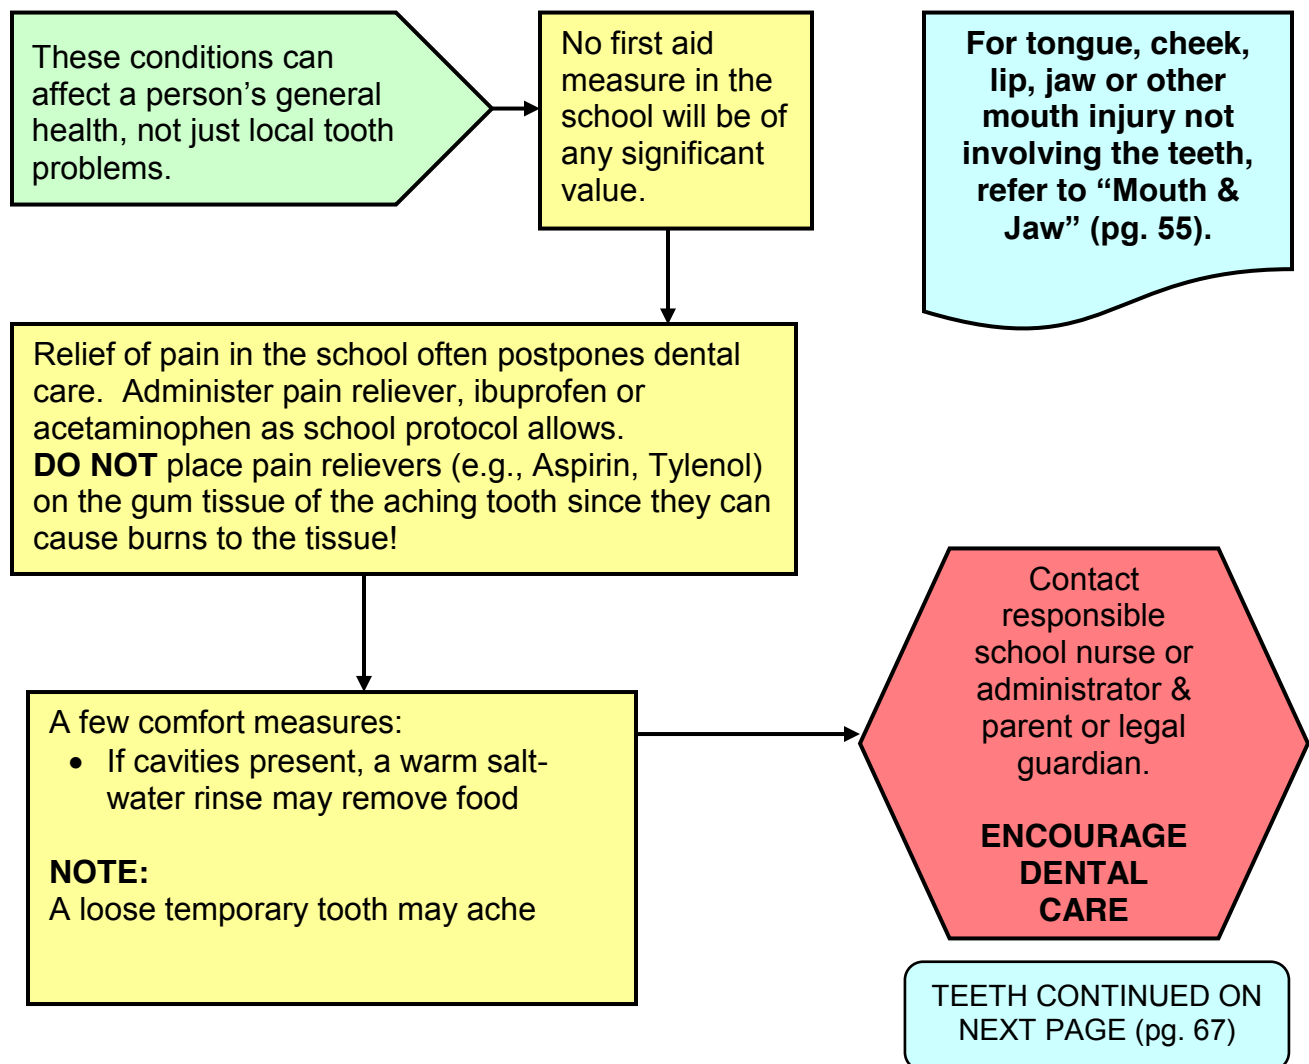 These conditions can
affect a person’s general
health, not just local tooth
problems.
No first aid
measure in the
school will be of
any significant
value.
For tongue, cheek,
lip, jaw or other
mouth injury not
involving the teeth,
refer to “Mouth &
Jaw” (pg. 55).
Relief of pain in the school often postpones dental
care.  Administer pain reliever, ibuprofen or
acetaminophen as school protocol allows.
DO NOT place pain relievers (e.g., Aspirin, Tylenol)
on the gum tissue of the aching tooth since they can
cause burns to the tissue!
A few comfort measures:
• If cavities present, a warm salt-
water rinse may remove food
NOTE:
A loose temporary tooth may ache
Contact
responsible
school nurse or
administrator &
parent or legal
guardian.
ENCOURAGE
DENTAL
CARE
TEETH CONTINUED ON
NEXT PAGE (pg. 67)